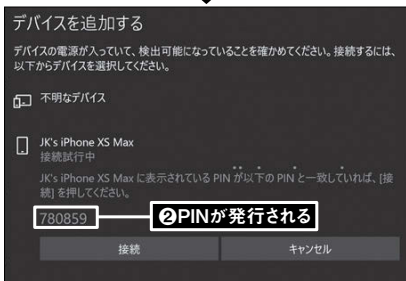 デバイスを追加する
デバイスの電源が入っていて、検出可能になっていることを確かめてください。接続するには、
以下からデバイスを選択してください。
不明なデバイス
JK's iPhone XS Max
接続試行中
JK's iPhone XS Max に表示されている PIN が以下の PIN と一致していれば、[接
続] を押してください。
780859
❷PINが発行される
接続 キャンセル